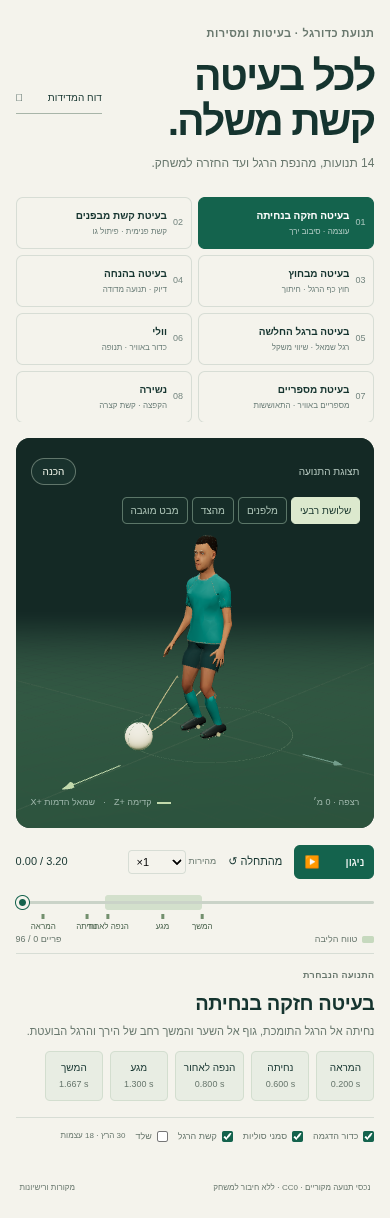 תנועת כדורגל · בעיטות ומסירות
לכל בעיטה
קשת משלה.
דוח המדידות
14 תנועות, מהנפת הרגל ועד החזרה למשחק.
01 בעיטה חזקה בנחיתה
עוצמה · סיבוב ירך
02 בעיטת קשת מבפנים
קשת פנימית · פיתול גו
03 בעיטה מבחוץ
חוץ כף הרגל · חיתוך
04 בעיטה בהנחה
דיוק · תנועה מדודה
05 בעיטה ברגל החלשה
רגל שמאל · שיווי משקל
06 וולי
כדור באוויר · תנופה
07 בעיטת מספריים
מספריים באוויר · התאוששות
08 נשירה
הקפצה · קשת קצרה
תצוגת התנועה
הכנה
שלושת רבעי
מלפנים
מהצד
מבט מוגבה
רצפה · 0 מ׳
קדימה +Z · שמאל הדמות +X
ניגון ▶️
מהתחלה ↺
מהירות
×1
0.00 / 3.20
המראה
נחיתה
הנפה לאחור
מגע
המשך
טווח הליבה
פריים 0 / 96
התנועה הנבחרת
בעיטה חזקה בנחיתה
נחיתה אל הרגל התומכת, גוף אל השער והמשך רחב של הירך והרגל הבועטת.
המראה
0.200 s
נחיתה
0.600 s
הנפה לאחור
0.800 s
מגע
1.300 s
המשך
1.667 s
כדור הדגמה
סמני סוליות
קשת הרגל
שלד
30 הרץ · 18 עצמות
נכסי תנועה מקוריים · CC0 · ללא חיבור למשחק
מקורות ורישיונות